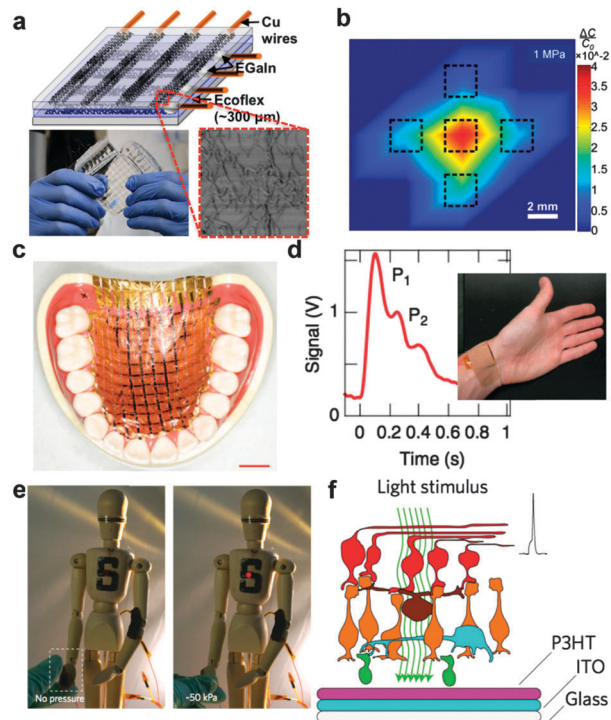 a
Cu
wires
EGaIn
Ecoflex
(~300 μm)
b
1 MPa
ΔC
C0
×10^-2
4
3.5
3
2.5
2
1.5
1
0.5
0
2 mm
c
d
Signal (V)
1
P1
P2
0 0.2 0.4 0.6 0.8 1
Time (s)
e
S
No pressure
S
~50 kPa
f
Light stimulus
P3HT
ITO
Glass